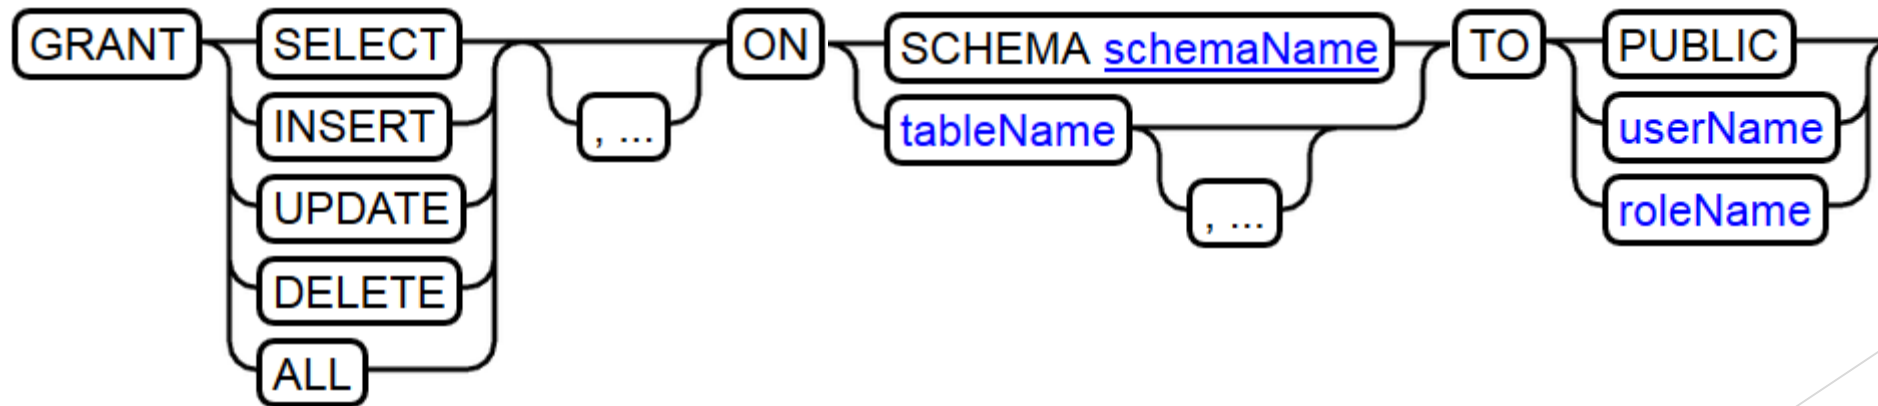 GRANT SELECT ON SCHEMA schemaName TO PUBLIC
INSERT , ... tableName userName
UPDATE , ... roleName
DELETE
ALL